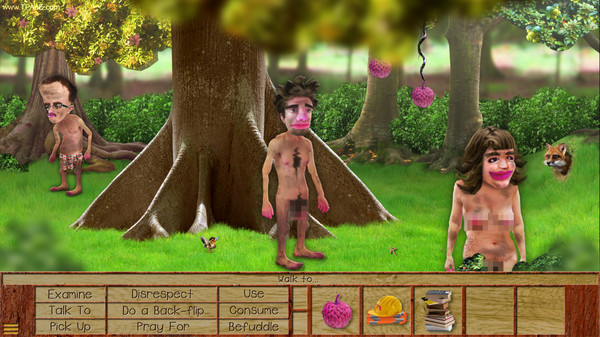 Walk to...
Examine Disrespect Use
Talk To Do a Back-flip... Consume
Pick Up Pray For Befuddle